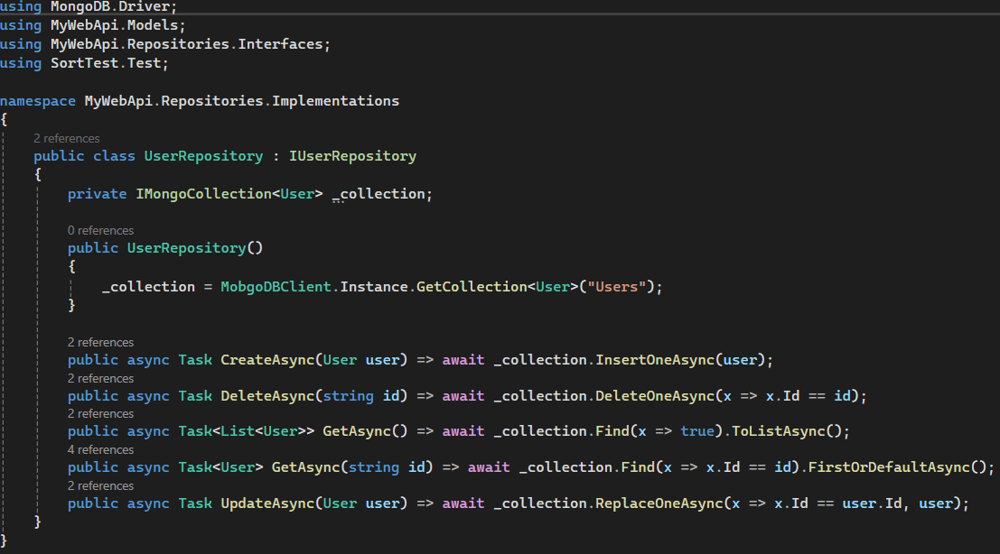 using MongoDB.Driver;
using MyWebApi.Models;
using MyWebApi.Repositories.Interfaces;
using SortTest.Test;
namespace MyWebApi.Repositories.Implementations
{
2 references
public class UserRepository : IUserRepository
{
private IMongoCollection<User> _collection;
0 references
public UserRepository()
{
_collection = MobgoDBClient.Instance.GetCollection<User>("Users");
}
2 references
public async Task CreateAsync(User user) => await _collection.InsertOneAsync(user);
2 references
public async Task DeleteAsync(string id) => await _collection.DeleteOneAsync(x => x.Id == id);
2 references
public async Task<List<User>> GetAsync() => await _collection.Find(x => true).ToListAsync();
4 references
public async Task<User> GetAsync(string id) => await _collection.Find(x => x.Id == id).FirstOrDefaultAsync();
2 references
public async Task UpdateAsync(User user) => await _collection.ReplaceOneAsync(x => x.Id == user.Id, user);
}
}